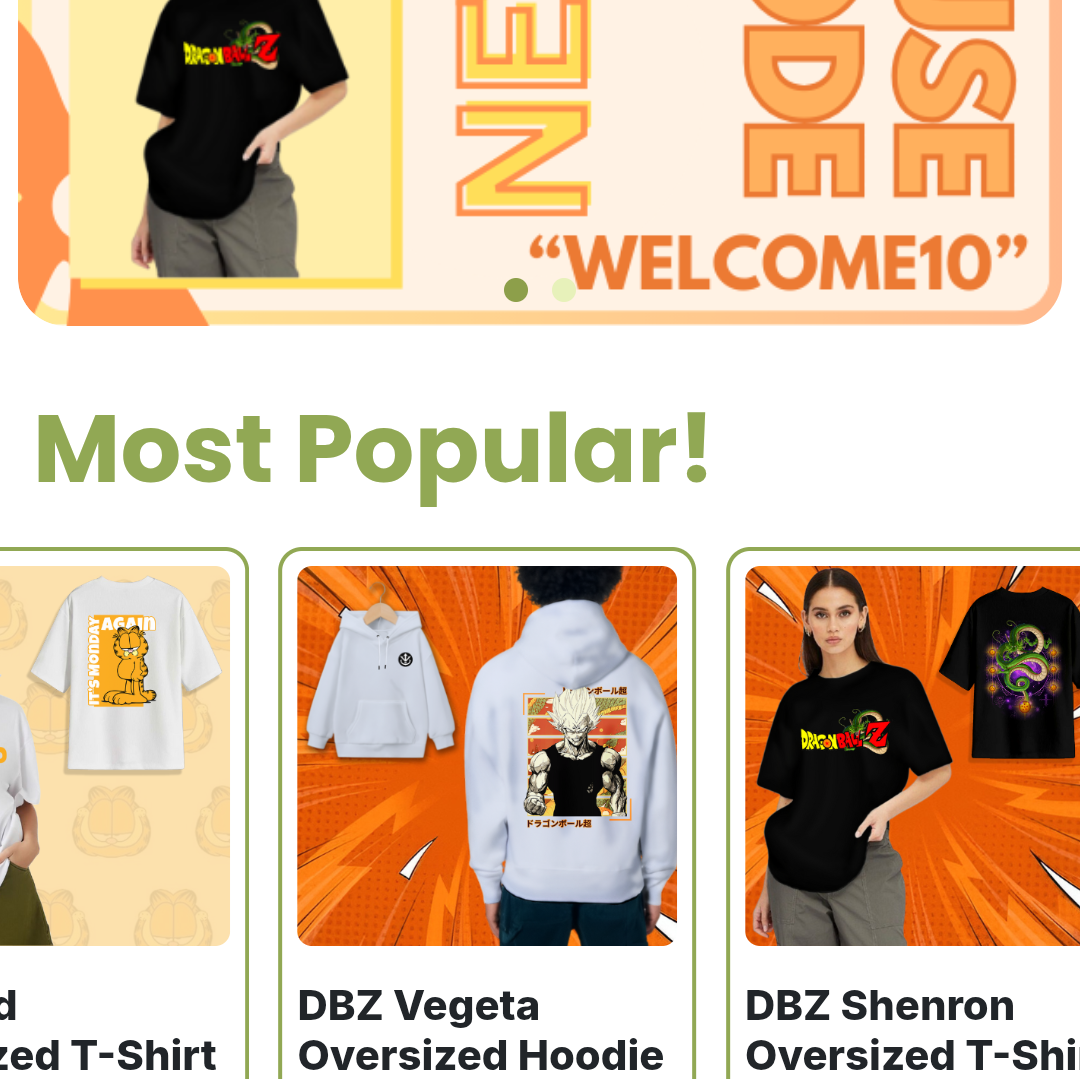 DRAGON BALL Z
NE
ODE
USE
“WELCOME10”
Most Popular!
IT'S MONDAY
AGAIN
ドラゴンボール超
ドラゴンボール超
DRAGON BALL Z
d
zed T-Shirt
DBZ Vegeta
Oversized Hoodie
DBZ Shenron
Oversized T-Shi